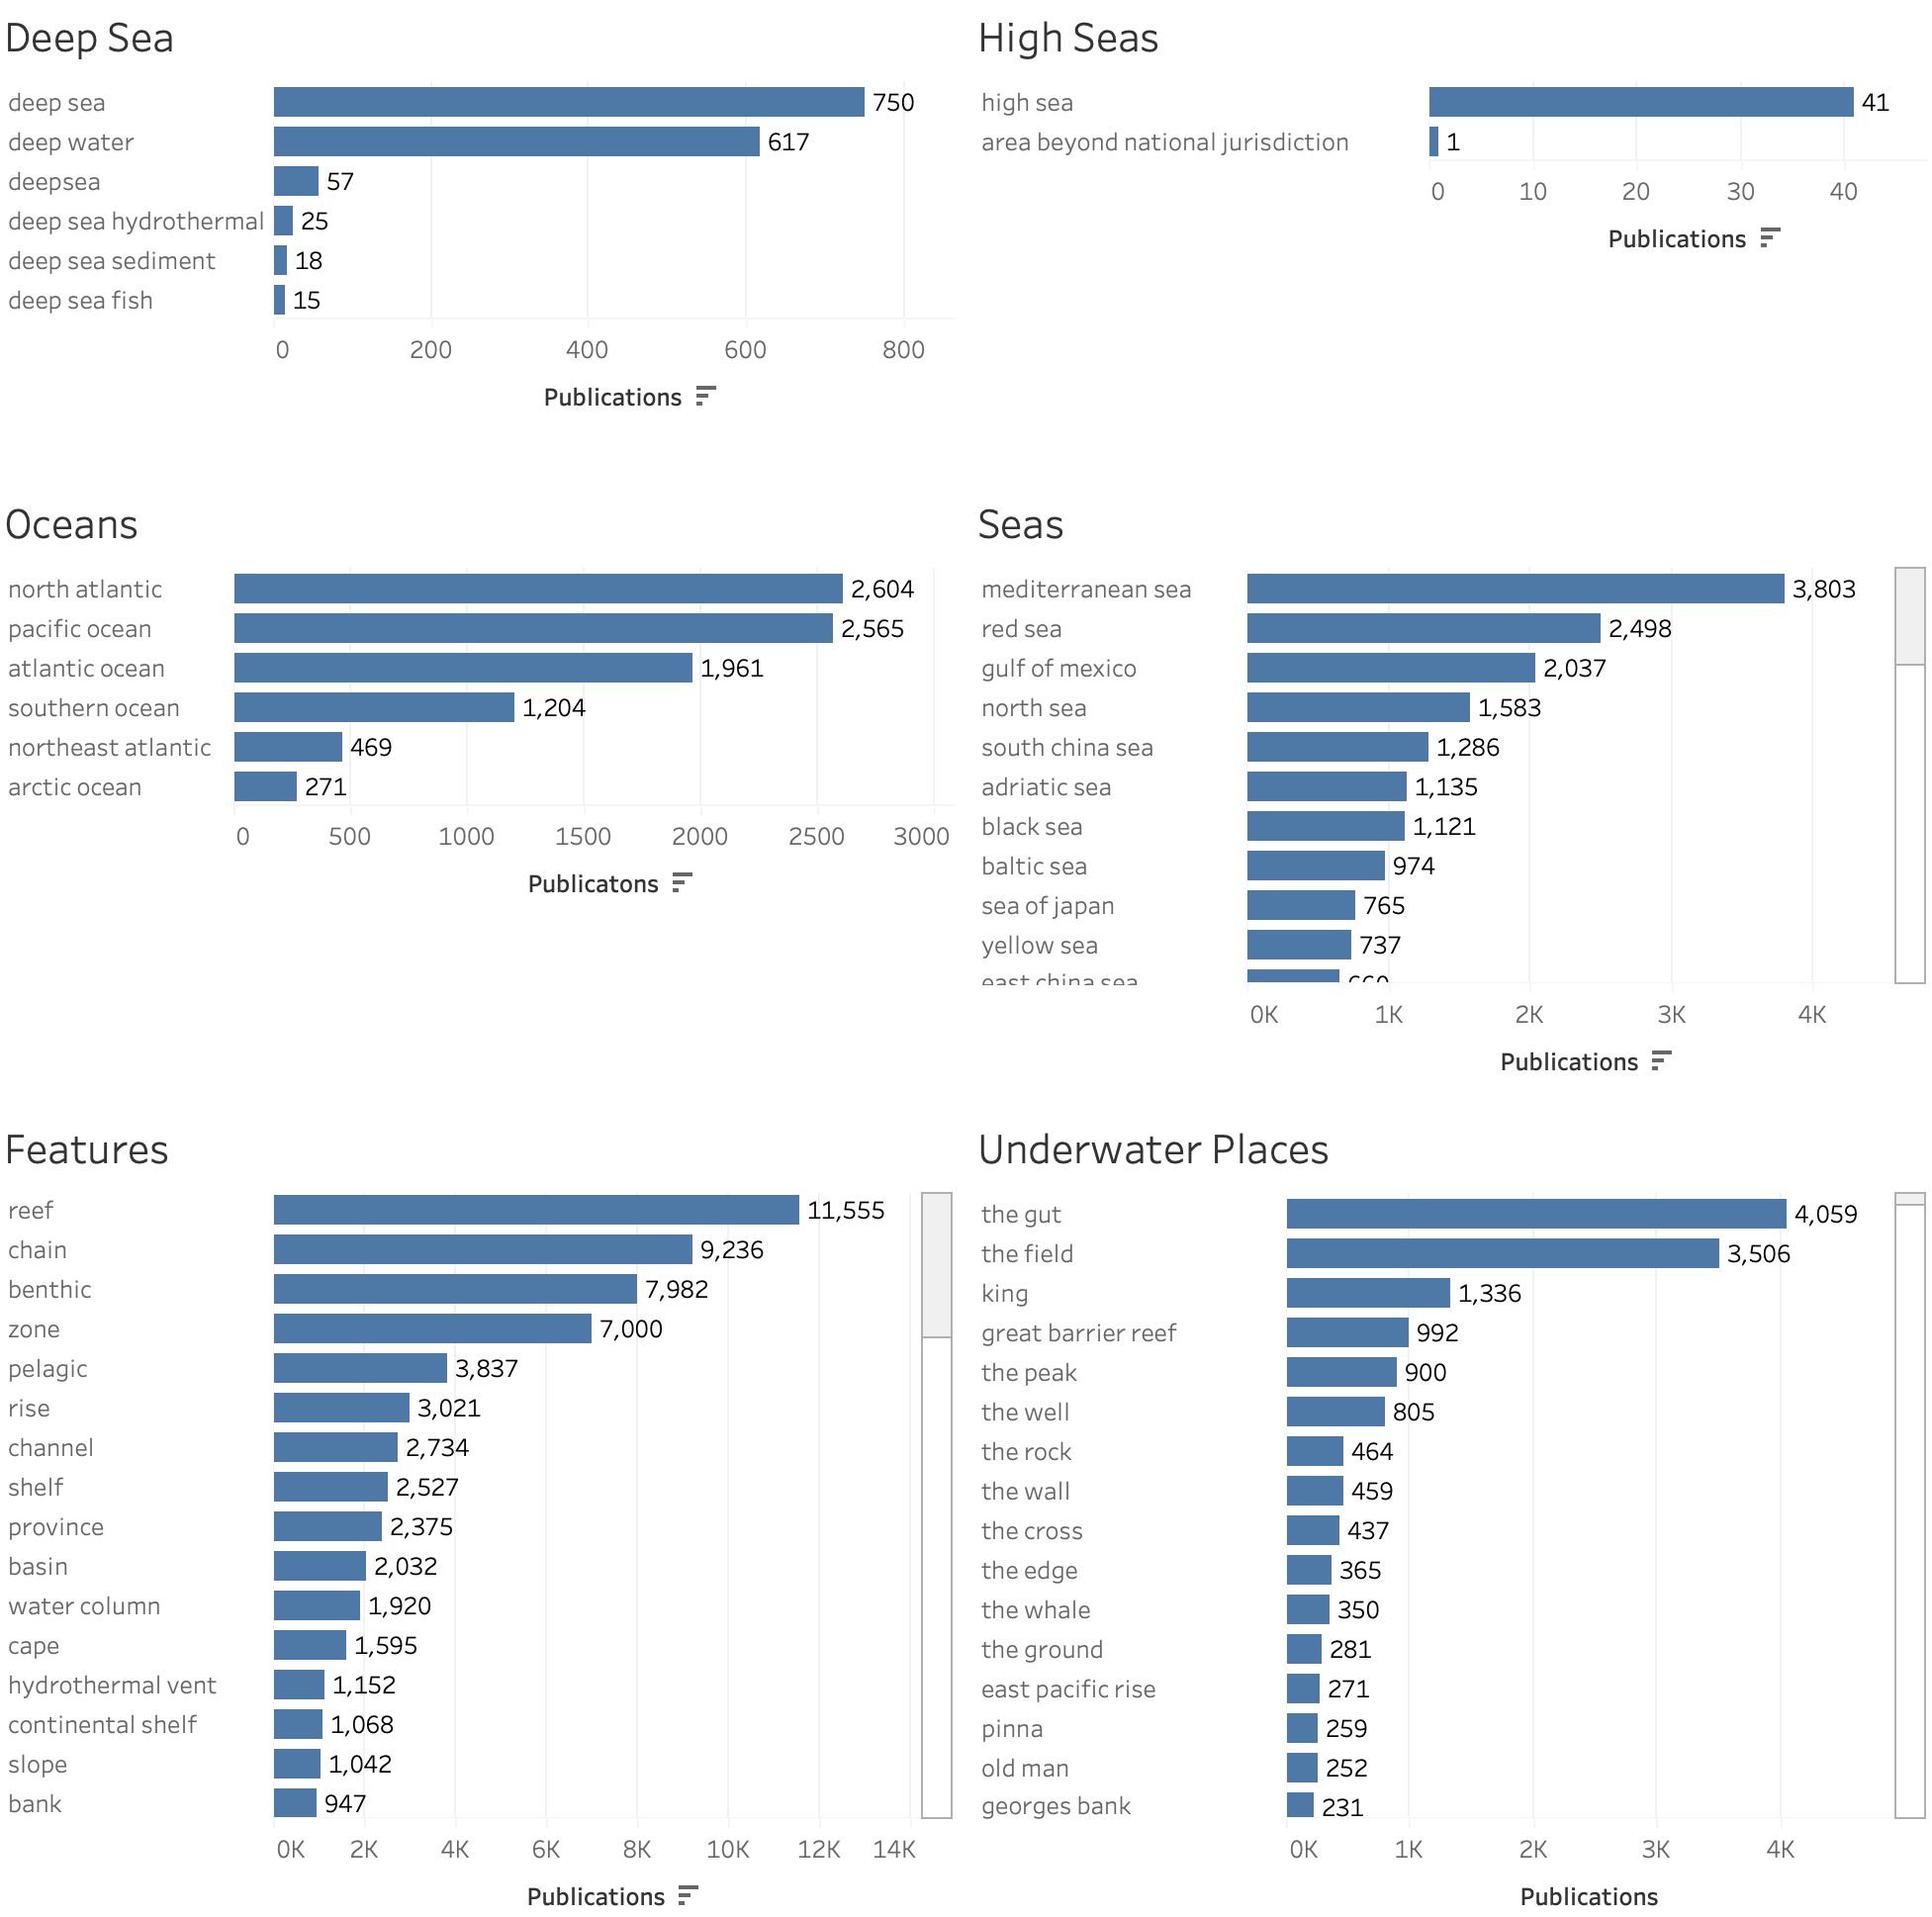 Deep Sea
deep sea 750
deep water 617
deepsea 57
deep sea hydrothermal 25
deep sea sediment 18
deep sea fish 15
0 200 400 600 800
Publications
High Seas
high sea 41
area beyond national jurisdiction 1
0 10 20 30 40
Publications
Oceans
north atlantic 2,604
pacific ocean 2,565
atlantic ocean 1,961
southern ocean 1,204
northeast atlantic 469
arctic ocean 271
0 500 1000 1500 2000 2500 3000
Publicatons
Seas
mediterranean sea 3,803
red sea 2,498
gulf of mexico 2,037
north sea 1,583
south china sea 1,286
adriatic sea 1,135
black sea 1,121
baltic sea 974
sea of japan 765
yellow sea 737
east china sea
0K 1K 2K 3K 4K
Publications
Features
reef 11,555
chain 9,236
benthic 7,982
zone 7,000
pelagic 3,837
rise 3,021
channel 2,734
shelf 2,527
province 2,375
basin 2,032
water column 1,920
cape 1,595
hydrothermal vent 1,152
continental shelf 1,068
slope 1,042
bank 947
0K 2K 4K 6K 8K 10K 12K 14K
Publications
Underwater Places
the gut 4,059
the field 3,506
king 1,336
great barrier reef 992
the peak 900
the well 805
the rock 464
the wall 459
the cross 437
the edge 365
the whale 350
the ground 281
east pacific rise 271
pinna 259
old man 252
georges bank 231
0K 1K 2K 3K 4K
Publications